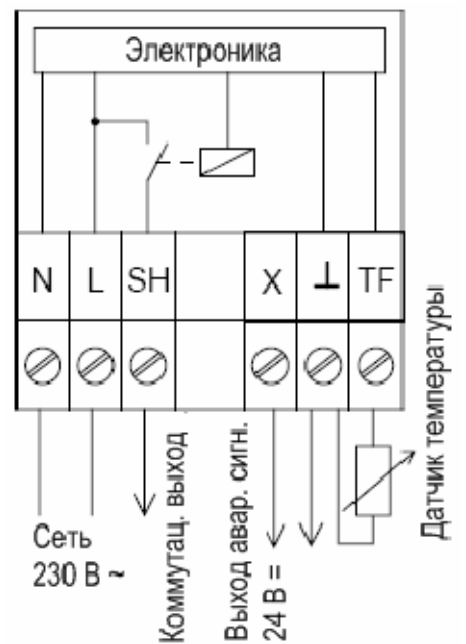 Электроника
N L SH X ⊥ TF
Сеть
230 В ~
Коммутац. выход
Выход авар. сигн.
24 В =
Датчик температуры